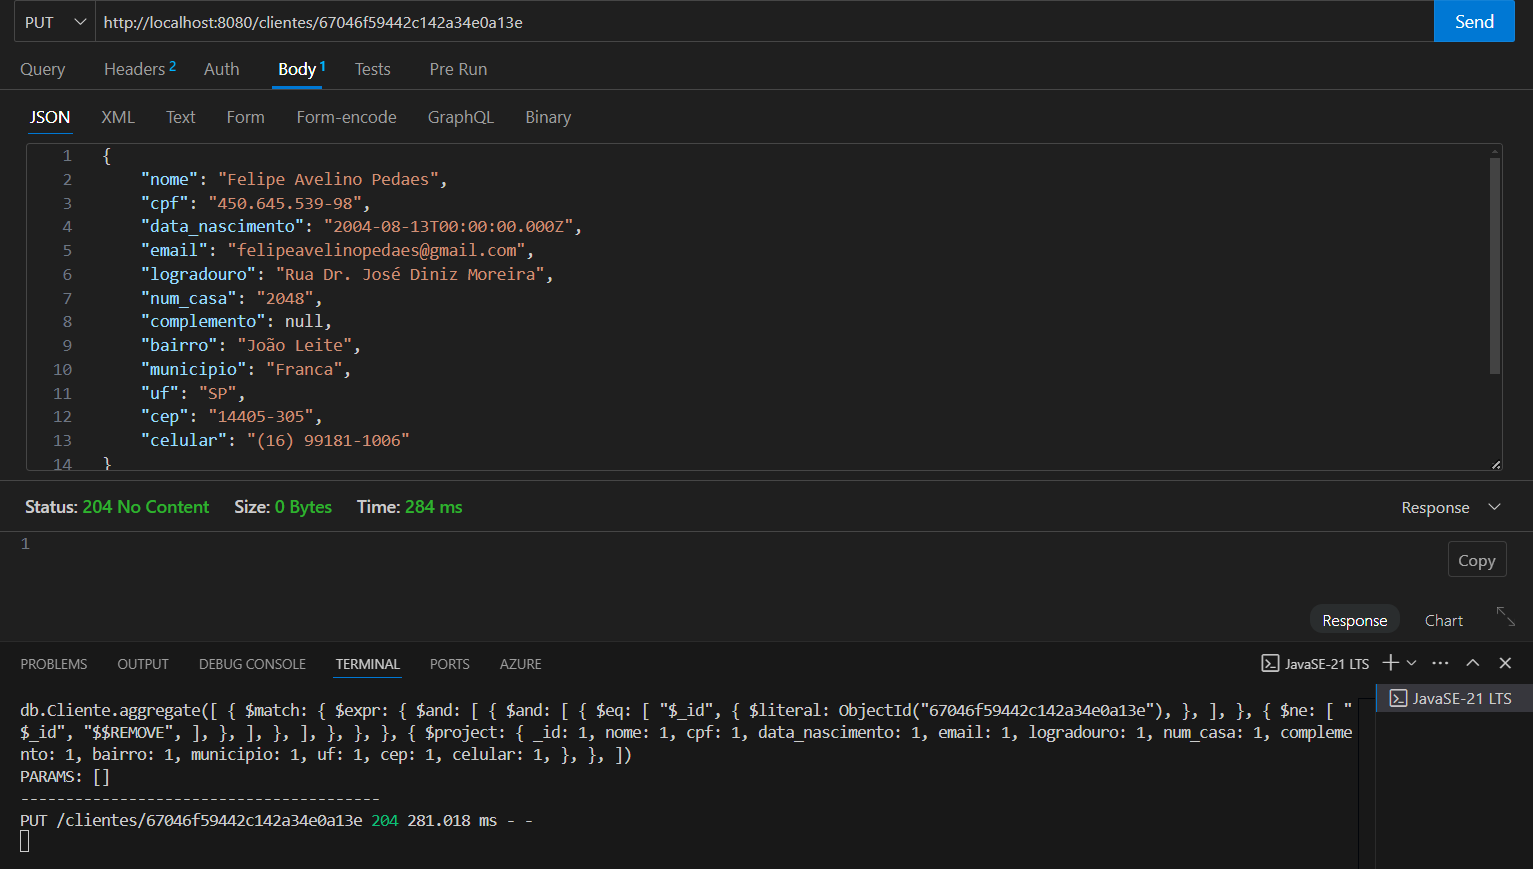 PUT http://localhost:8080/clientes/67046f59442c142a34e0a13e Send
Query Headers 2 Auth Body 1 Tests Pre Run
JSON XML Text Form Form-encode GraphQL Binary
1 {
2 "nome": "Felipe Avelino Pedaes",
3 "cpf": "450.645.539-98",
4 "data_nascimento": "2004-08-13T00:00:00.000Z",
5 "email": "felipeavelinopedaes@gmail.com",
6 "logradouro": "Rua Dr. José Diniz Moreira",
7 "num_casa": "2048",
8 "complemento": null,
9 "bairro": "João Leite",
10 "municipio": "Franca",
11 "uf": "SP",
12 "cep": "14405-305",
13 "celular": "(16) 99181-1006"
14 }
Status: 204 No Content Size: 0 Bytes Time: 284 ms Response
1
Copy
Response Chart
PROBLEMS OUTPUT DEBUG CONSOLE TERMINAL PORTS AZURE JavaSE-21 LTS
JavaSE-21 LTS
db.Cliente.aggregate([ { $match: { $expr: { $and: [ { $and: [ { $eq: [ "$_id", { $literal: ObjectId("67046f59442c142a34e0a13e"), }, ], }, { $ne: [ "
$_id", "$$REMOVE", ], }, ], }, ], }, }, }, { $project: { _id: 1, nome: 1, cpf: 1, data_nascimento: 1, email: 1, logradouro: 1, num_casa: 1, compleme
nto: 1, bairro: 1, municipio: 1, uf: 1, cep: 1, celular: 1, }, }, ])
PARAMS: []
---------------------------------------
PUT /clientes/67046f59442c142a34e0a13e 204 281.018 ms - -